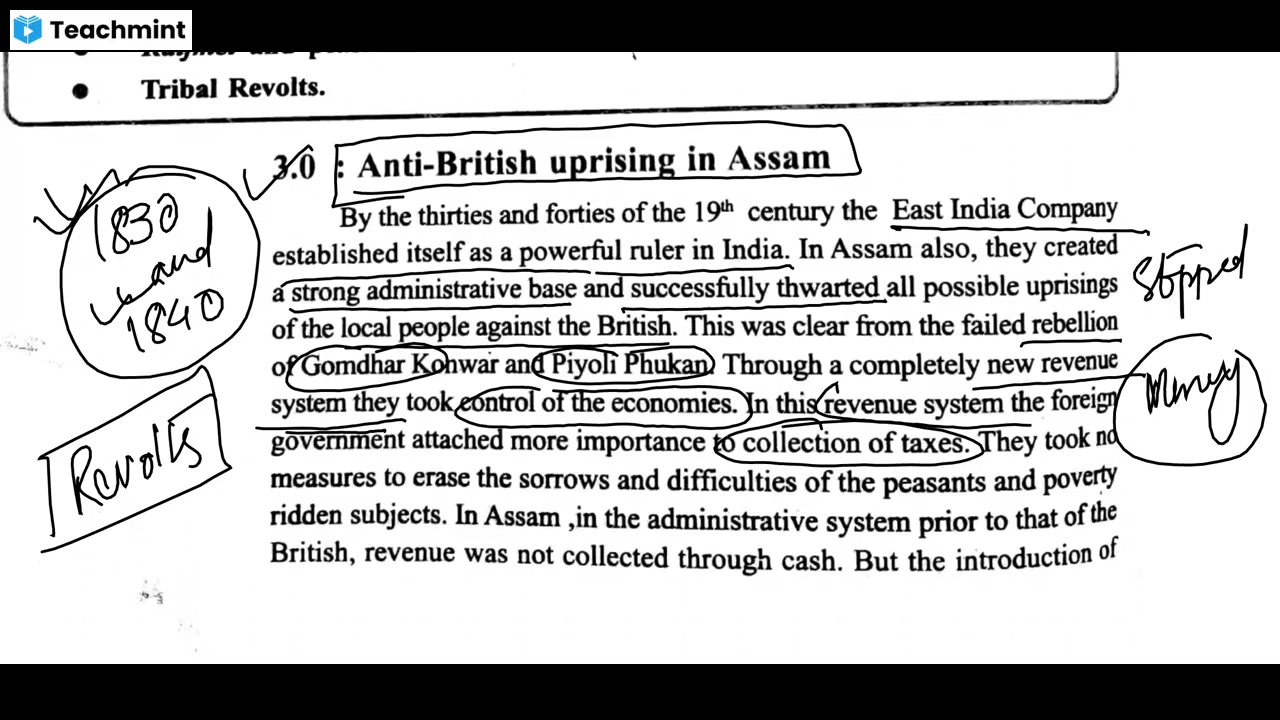 Teachmint
Tribal Revolts.
3.0 : Anti-British uprising in Assam
By the thirties and forties of the 19th century the East India Company
established itself as a powerful ruler in India. In Assam also, they created
a strong administrative base and successfully thwarted all possible uprisings
of the local people against the British. This was clear from the failed rebellion
of Gomdhar Konwar and Piyoli Phukan. Through a completely new revenue
system they took control of the economies. In this revenue system the foreign
government attached more importance to collection of taxes. They took no
measures to erase the sorrows and difficulties of the peasants and poverty
ridden subjects. In Assam ,in the administrative system prior to that of the
British, revenue was not collected through cash. But the introduction of
1830
and
1840
Revolts
Stopped
Money